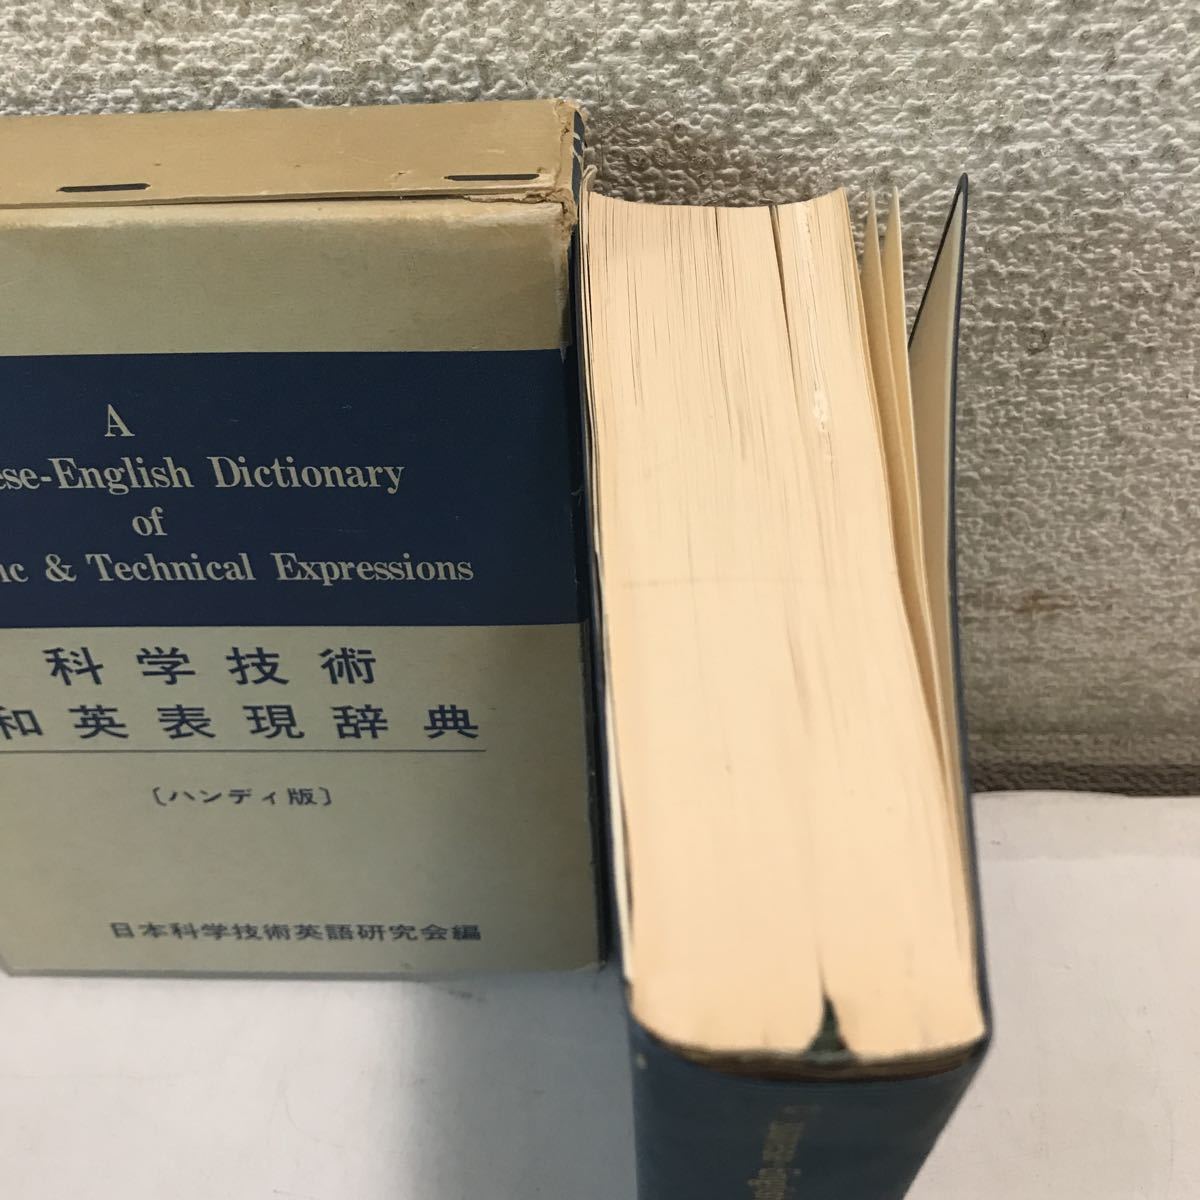 A
ese-English Dictionary
of
& Technical Expressions
科学技術
和英表現辞典
〔ハンディ版〕
日本科学技術英語研究会編